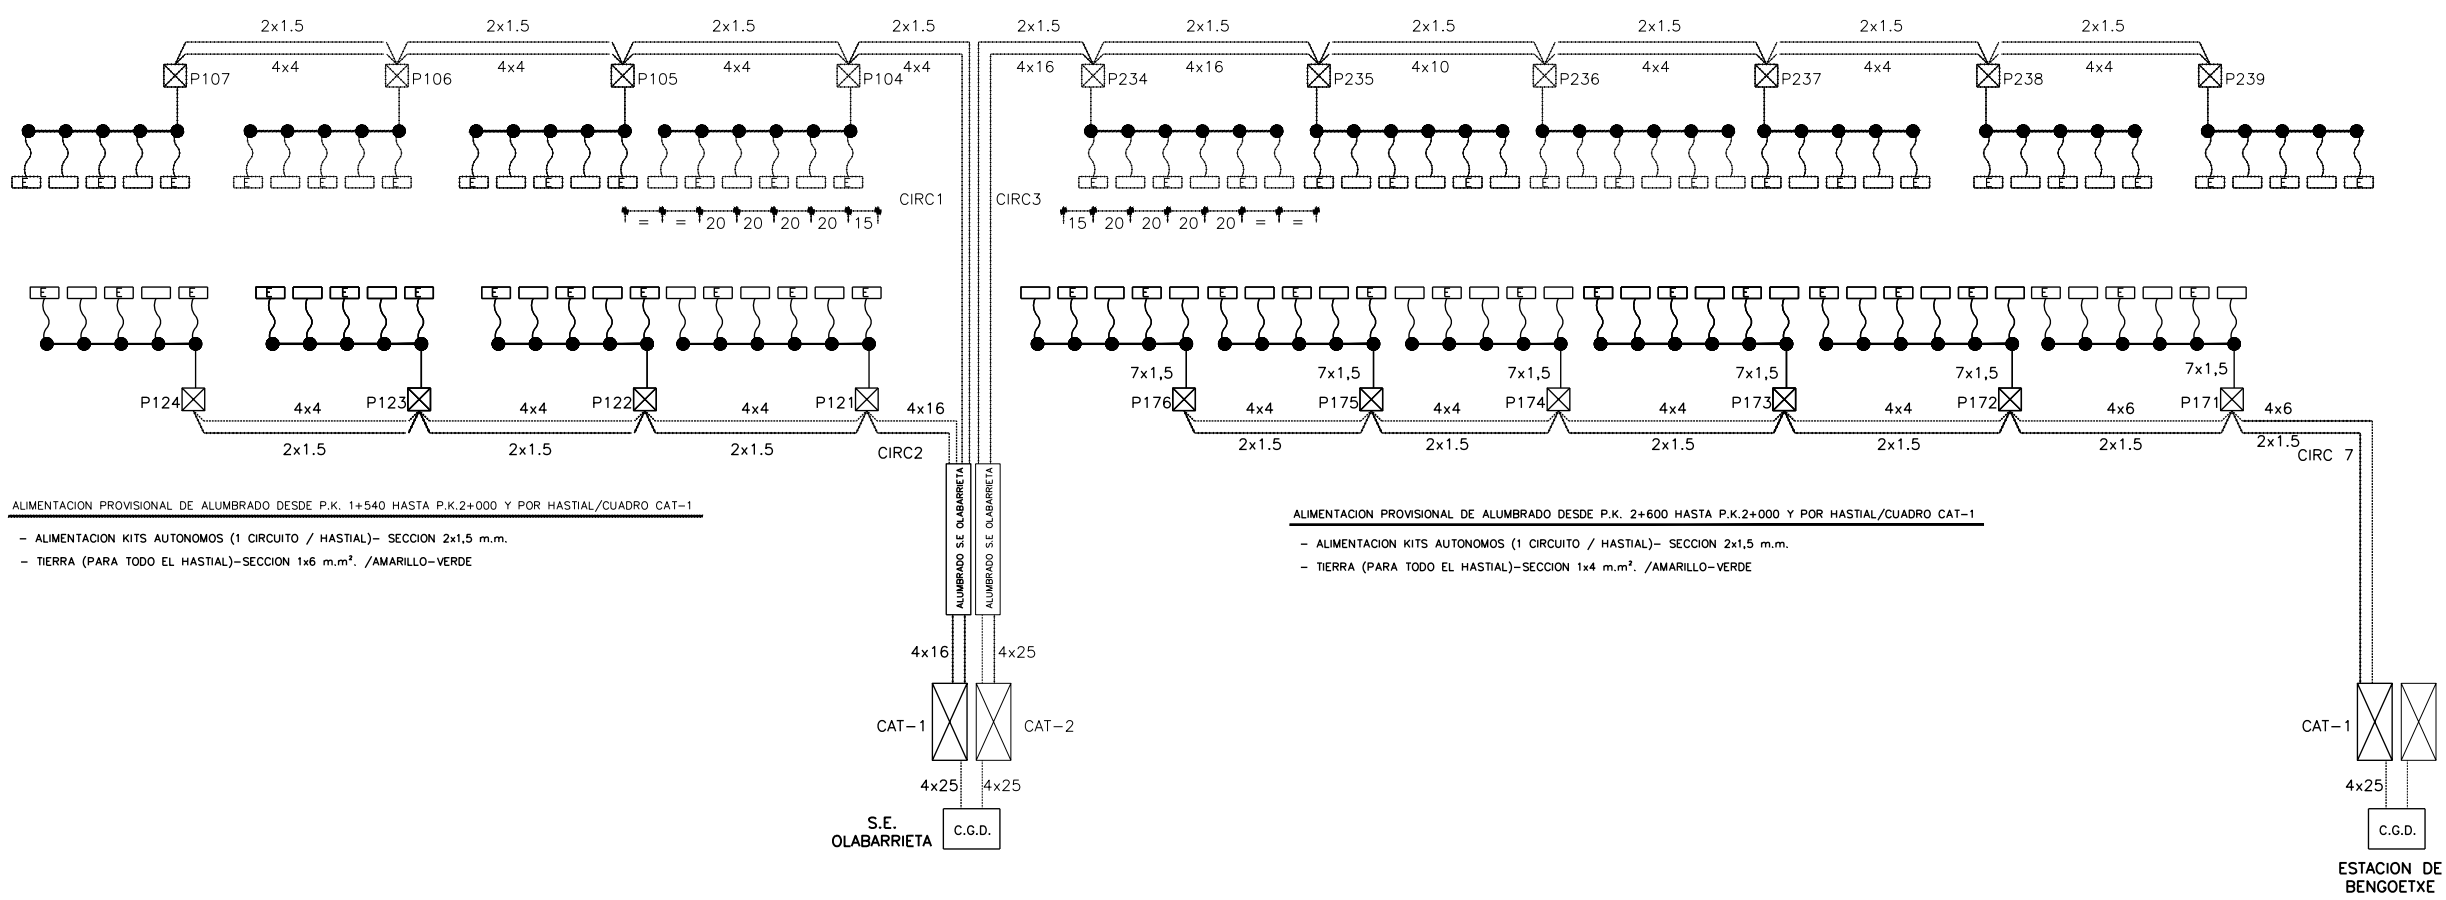 2x1.5 2x1.5 2x1.5 2x1.5 2x1.5 2x1.5 2x1.5 2x1.5 2x1.5 2x1.5
4x4 4x4 4x4 4x4 4x16 4x16 4x10 4x4 4x4 4x4
P107 P106 P105 P104 P234 P235 P236 P237 P238 P239
E E E E E E E E E E E E E E E E E E E E E E E E E E E E E E
CIRC1 CIRC3
= = 20 20 20 20 15 15 20 20 20 20 = =
E E E E E E E E E E E E E E E E E E E E E E E E E E E E
7x1,5 7x1,5 7x1,5 7x1,5 7x1,5 7x1,5
P124 P123 P122 P121 P176 P175 P174 P173 P172 P171
4x4 4x4 4x4 4x16 4x4 4x4 4x4 4x4 4x6 4x6
2x1.5 2x1.5 2x1.5 2x1.5 2x1.5 2x1.5 2x1.5 2x1.5 2x1.5
CIRC2 CIRC 7
ALIMENTACION PROVISIONAL DE ALUMBRADO DESDE P.K. 1+540 HASTA P.K.2+000 Y POR HASTIAL/CUADRO CAT-1
- ALIMENTACION KITS AUTONOMOS (1 CIRCUITO / HASTIAL)- SECCION 2x1,5 m.m.
- TIERRA (PARA TODO EL HASTIAL)-SECCION 1x6 m.m². /AMARILLO-VERDE
ALUMBRADO S.E OLABARRIETA
ALUMBRADO S.E OLABARRIETA
ALIMENTACION PROVISIONAL DE ALUMBRADO DESDE P.K. 2+600 HASTA P.K.2+000 Y POR HASTIAL/CUADRO CAT-1
- ALIMENTACION KITS AUTONOMOS (1 CIRCUITO / HASTIAL)- SECCION 2x1,5 m.m.
- TIERRA (PARA TODO EL HASTIAL)-SECCION 1x4 m.m². /AMARILLO-VERDE
4x16 4x25
CAT-1 CAT-2 CAT-1
4x25 4x25 4x25
S.E.
OLABARRIETA
C.G.D. C.G.D.
ESTACION DE
BENGOETXE